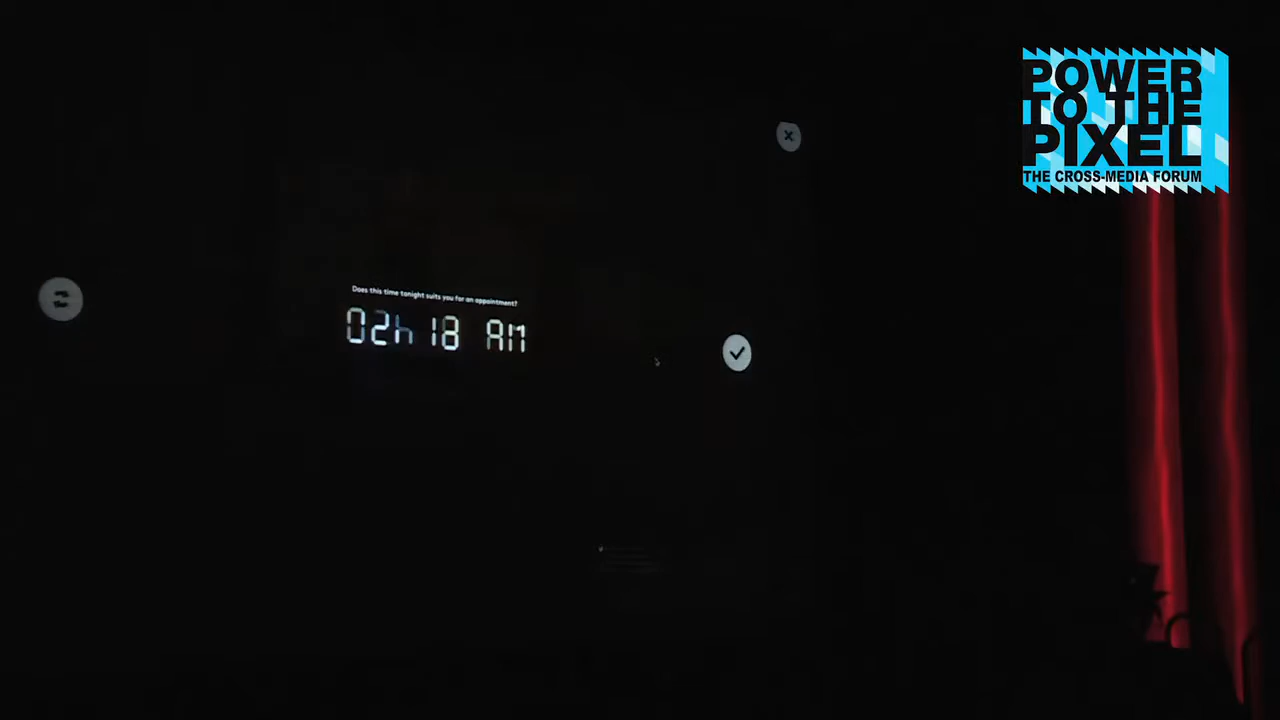 POWER
TO THE
PIXEL
THE CROSS-MEDIA FORUM
Does this time tonight suits you for an appointment?
02h 18 AM